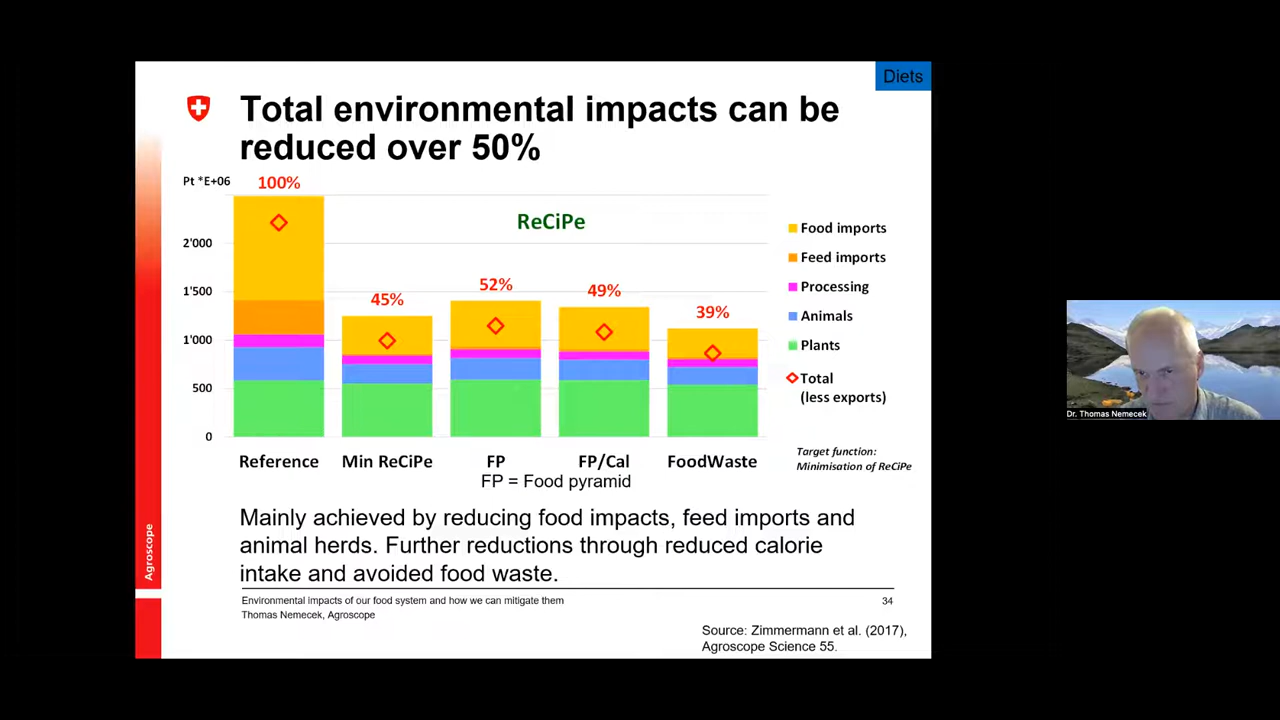 Diets
Total environmental impacts can be
reduced over 50%
Pt *E+06
100%
ReCiPe
2'000
1'500
1'000
500
0
45%
52%
49%
39%
Food imports
Feed imports
Processing
Animals
Plants
Total
(less exports)
Reference
Min ReCiPe
FP
FP/Cal
FoodWaste
Target function:
Minimisation of ReCiPe
FP = Food pyramid
Mainly achieved by reducing food impacts, feed imports and
animal herds. Further reductions through reduced calorie
intake and avoided food waste.
Agroscope
Environmental impacts of our food system and how we can mitigate them
34
Thomas Nemecek, Agroscope
Source: Zimmermann et al. (2017),
Agroscope Science 55.
Dr. Thomas Nemecek